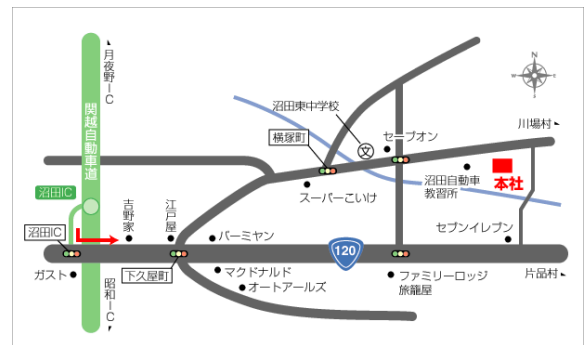 月夜野IC
関越自動車道
沼田IC
沼田IC
吉野家
江戸屋
下久屋町
ガスト
昭和IC
バーミヤン
マクドナルド
オートアールズ
120
沼田東中学校
横塚町
文
セーブオン
スーパーこいけ
沼田自動車
教習所
本社
川場村
セブンイレブン
ファミリーロッジ
旅籠屋
片品村
N